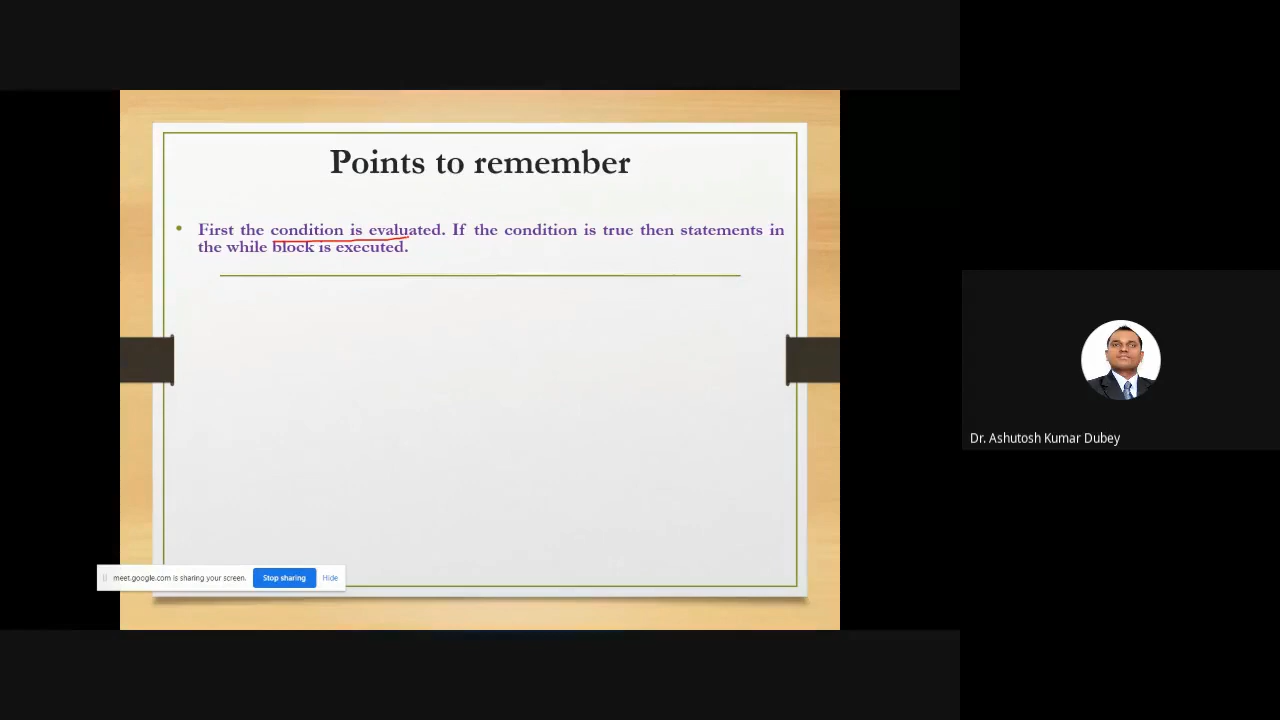 Points to remember
• First the condition is evaluated. If the condition is true then statements in
the while block is executed.
meet.google.com is sharing your screen. Stop sharing Hide
Dr. Ashutosh Kumar Dubey